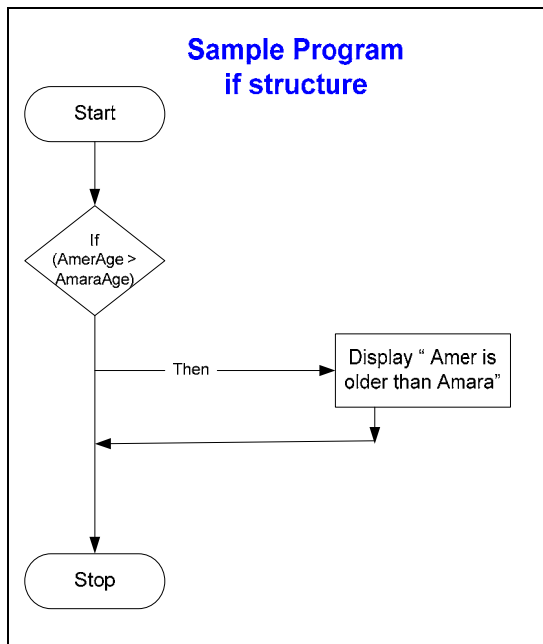 Sample Program
if structure
Start
If
(AmerAge >
AmaraAge)
Then
Display “ Amer is
older than Amara”
Stop